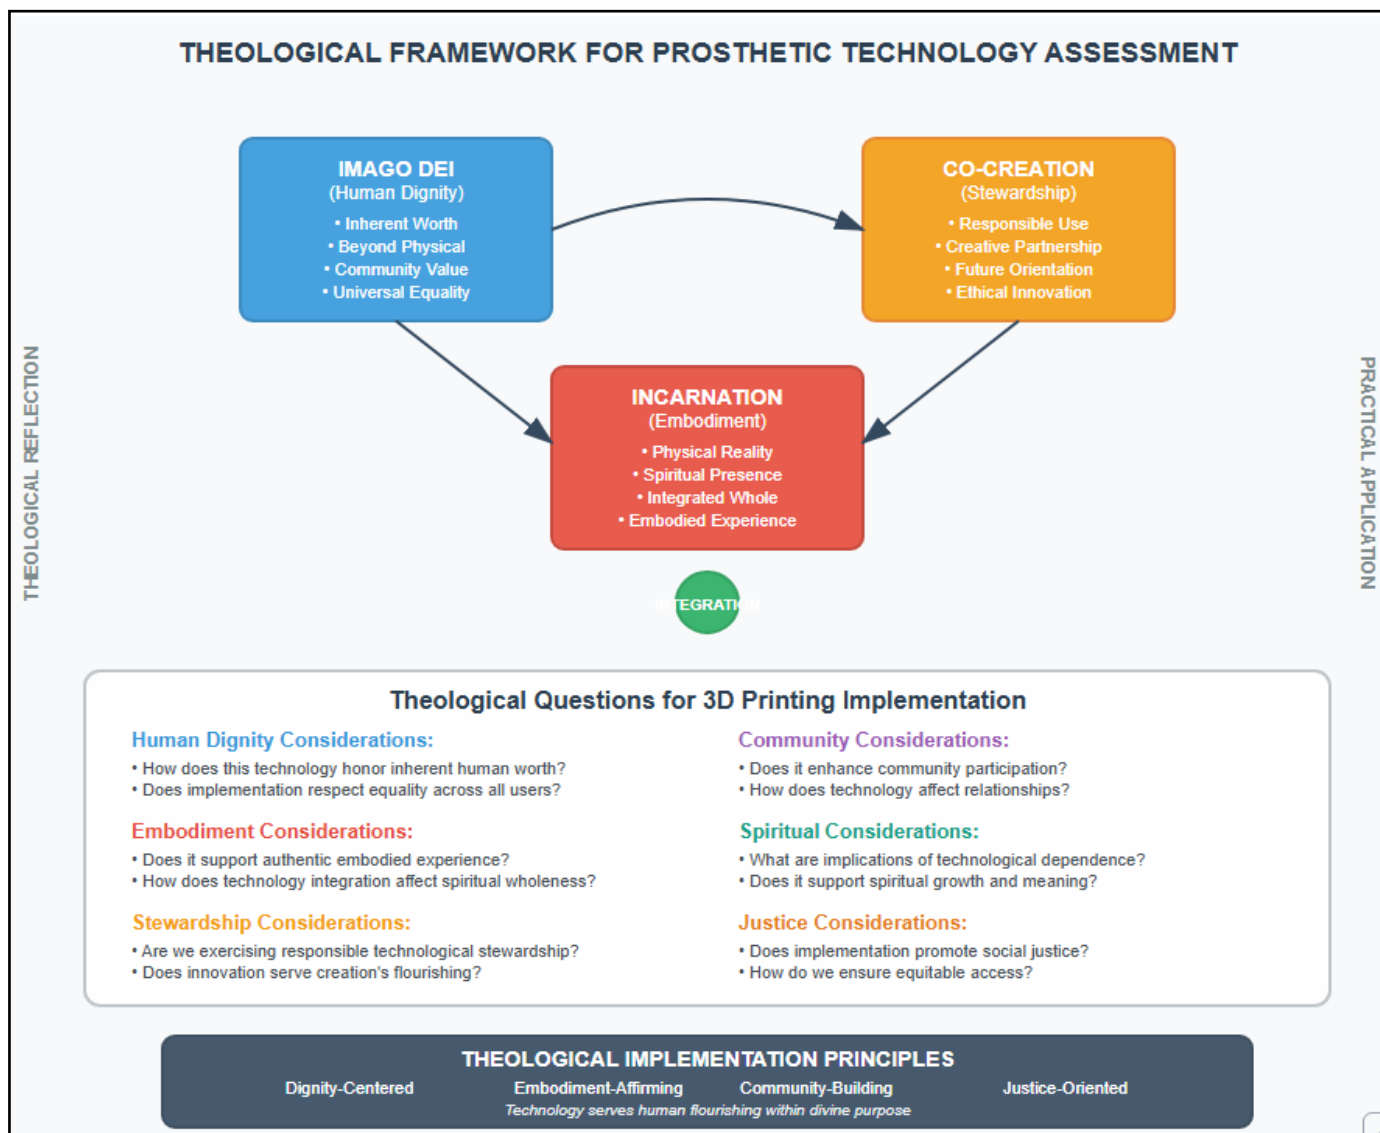 THEOLOGICAL FRAMEWORK FOR PROSTHETIC TECHNOLOGY ASSESSMENT
IMAGO DEI
(Human Dignity)
• Inherent Worth
• Beyond Physical
• Community Value
• Universal Equality
CO-CREATION
(Stewardship)
• Responsible Use
• Creative Partnership
• Future Orientation
• Ethical Innovation
THEOLOGICAL REFLECTION
INCARNATION
(Embodiment)
• Physical Reality
• Spiritual Presence
• Integrated Whole
• Embodied Experience
PRACTICAL APPLICATION
INTEGRATION
Theological Questions for 3D Printing Implementation
Human Dignity Considerations:
• How does this technology honor inherent human worth?
• Does implementation respect equality across all users?
Embodiment Considerations:
• Does it support authentic embodied experience?
• How does technology integration affect spiritual wholeness?
Stewardship Considerations:
• Are we exercising responsible technological stewardship?
• Does innovation serve creation's flourishing?
Community Considerations:
• Does it enhance community participation?
• How does technology affect relationships?
Spiritual Considerations:
• What are implications of technological dependence?
• Does it support spiritual growth and meaning?
Justice Considerations:
• Does implementation promote social justice?
• How do we ensure equitable access?
THEOLOGICAL IMPLEMENTATION PRINCIPLES
Dignity-Centered Embodiment-Affirming Community-Building Justice-Oriented
Technology serves human flourishing within divine purpose